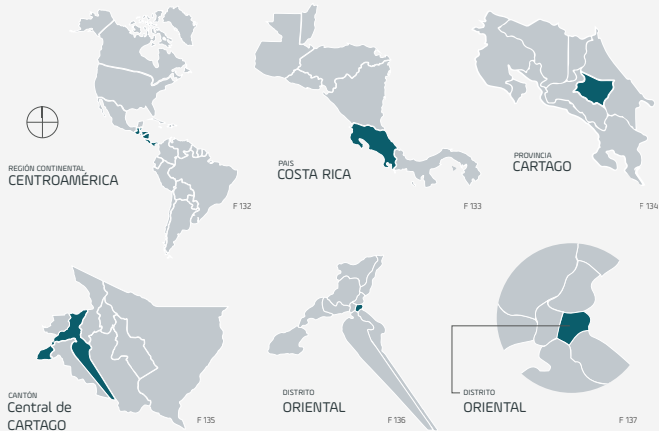 REGIÓN CONTINENTAL
CENTROAMÉRICA
F 132
PAIS
COSTA RICA
F 133
PROVINCIA
CARTAGO
F 134
CANTÓN
Central de
CARTAGO
F 135
DISTRITO
ORIENTAL
F 136
DISTRITO
ORIENTAL
F 137